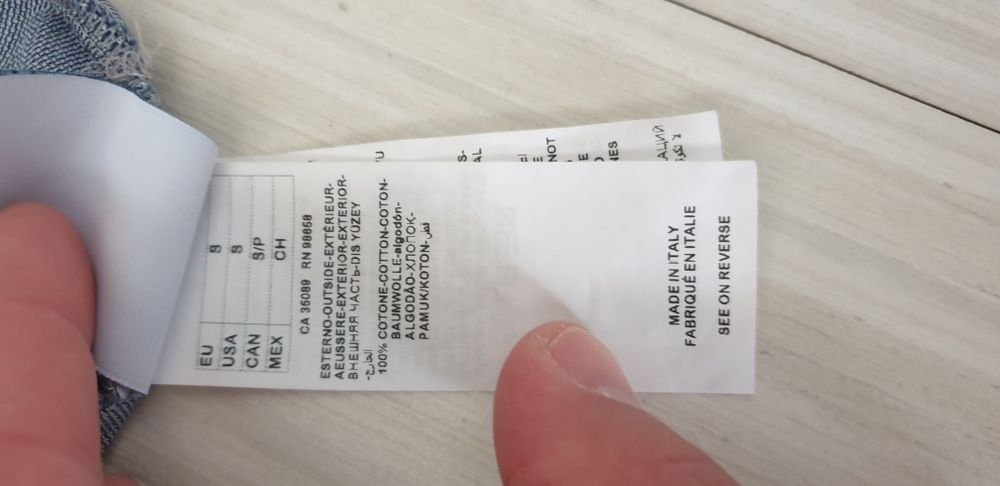 EU S
USA S
CAN S/P
MEX CH
CA 35089 RN 98658
ESTERNO-OUTSIDE-EXTÉRIEUR-
AEUSSERE-EXTERIOR-EXTERIOR-
ВНЕШНЯЯ ЧАСТЬ-DIS YÜZEY
-الخارج
100% COTONE-COTTON-COTON-
BAUMWOLLE-algodón-
ALGODÃO-ХЛОПОК-
PAMUK/KOTON-قطن
MADE IN ITALY
FABRIQUÉ EN ITALIE
SEE ON REVERSE